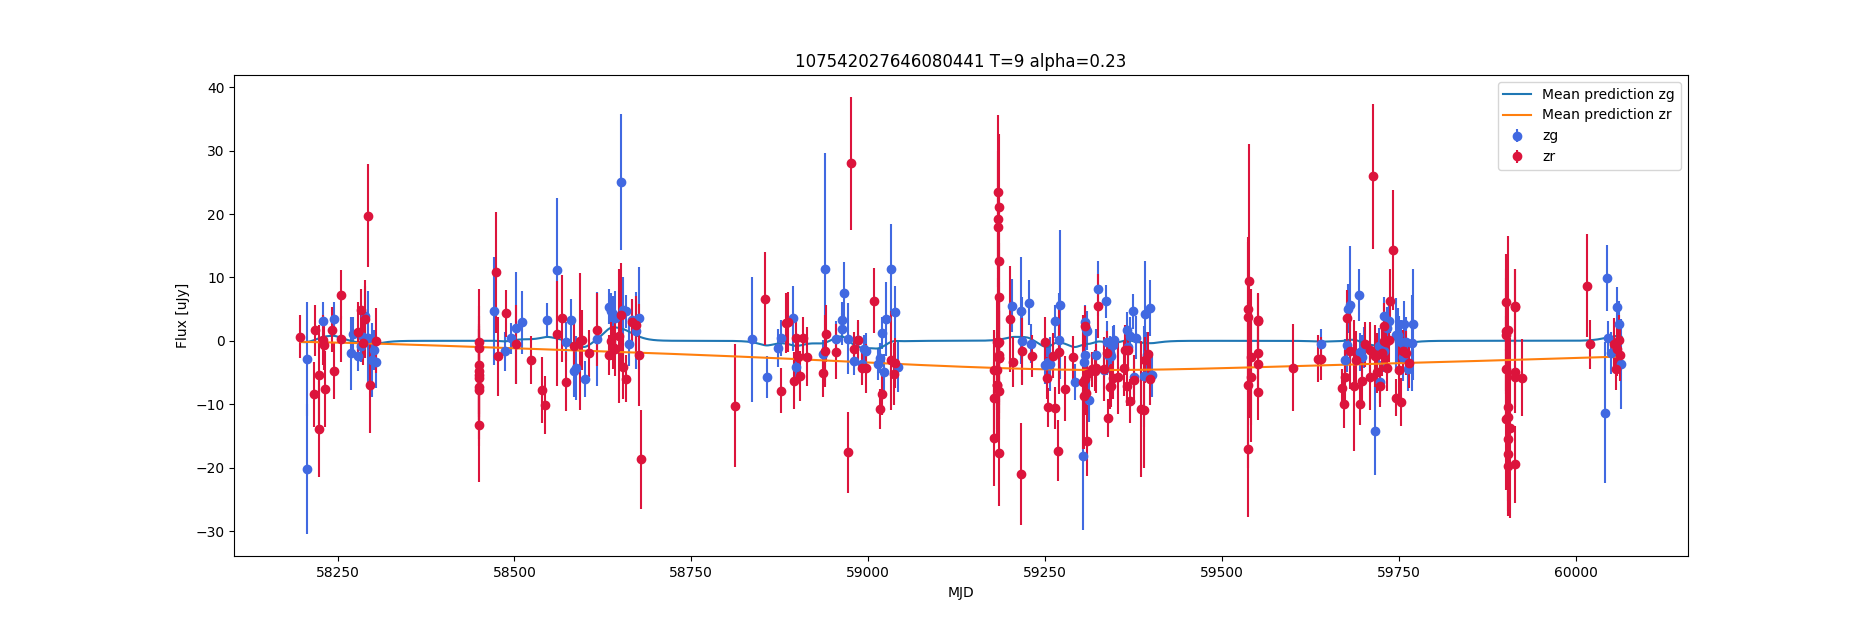 107542027646080441 T=9 alpha=0.23
40
30
20
10
0
−10
−20
−30
Flux [uJy]
58250 58500 58750 59000 59250 59500 59750 60000
MJD
Mean prediction zg
Mean prediction zr
zg
zr